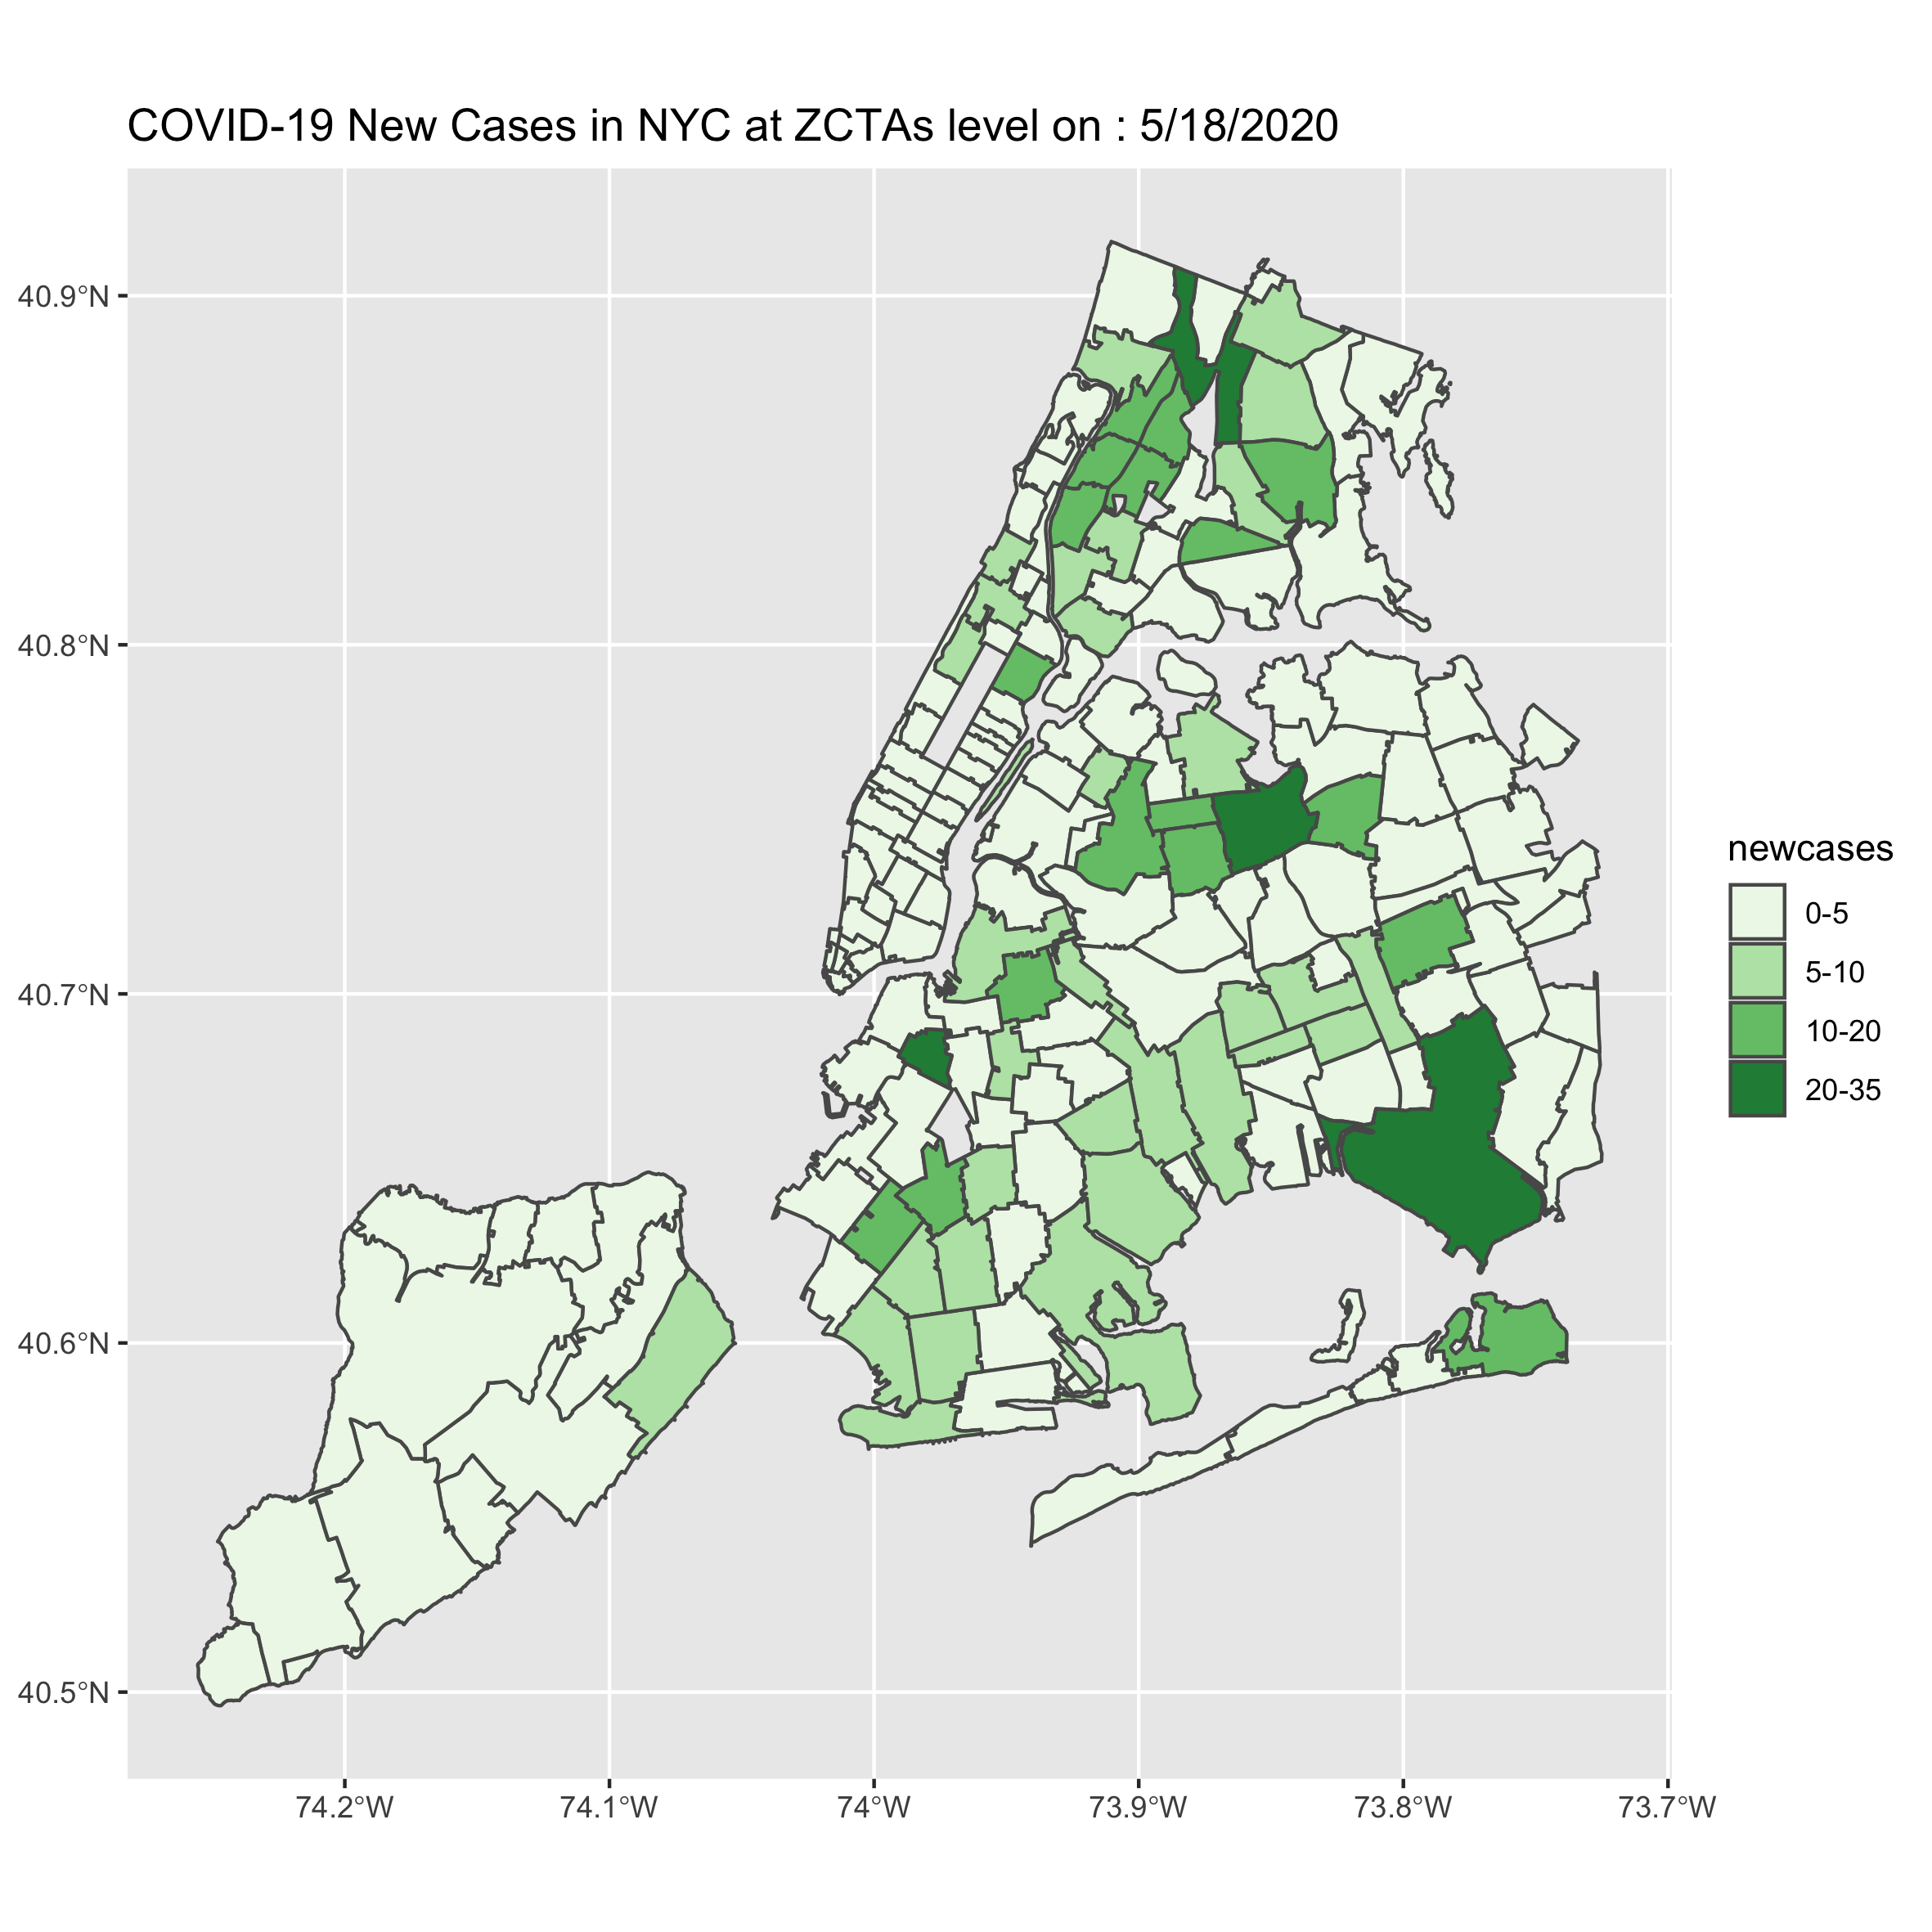 COVID-19 New Cases in NYC at ZCTAs level on : 5/18/2020
40.9°N
40.8°N
40.7°N
40.6°N
40.5°N
74.2°W
74.1°W
74°W
73.9°W
73.8°W
73.7°W
newcases
0-5
5-10
10-20
20-35